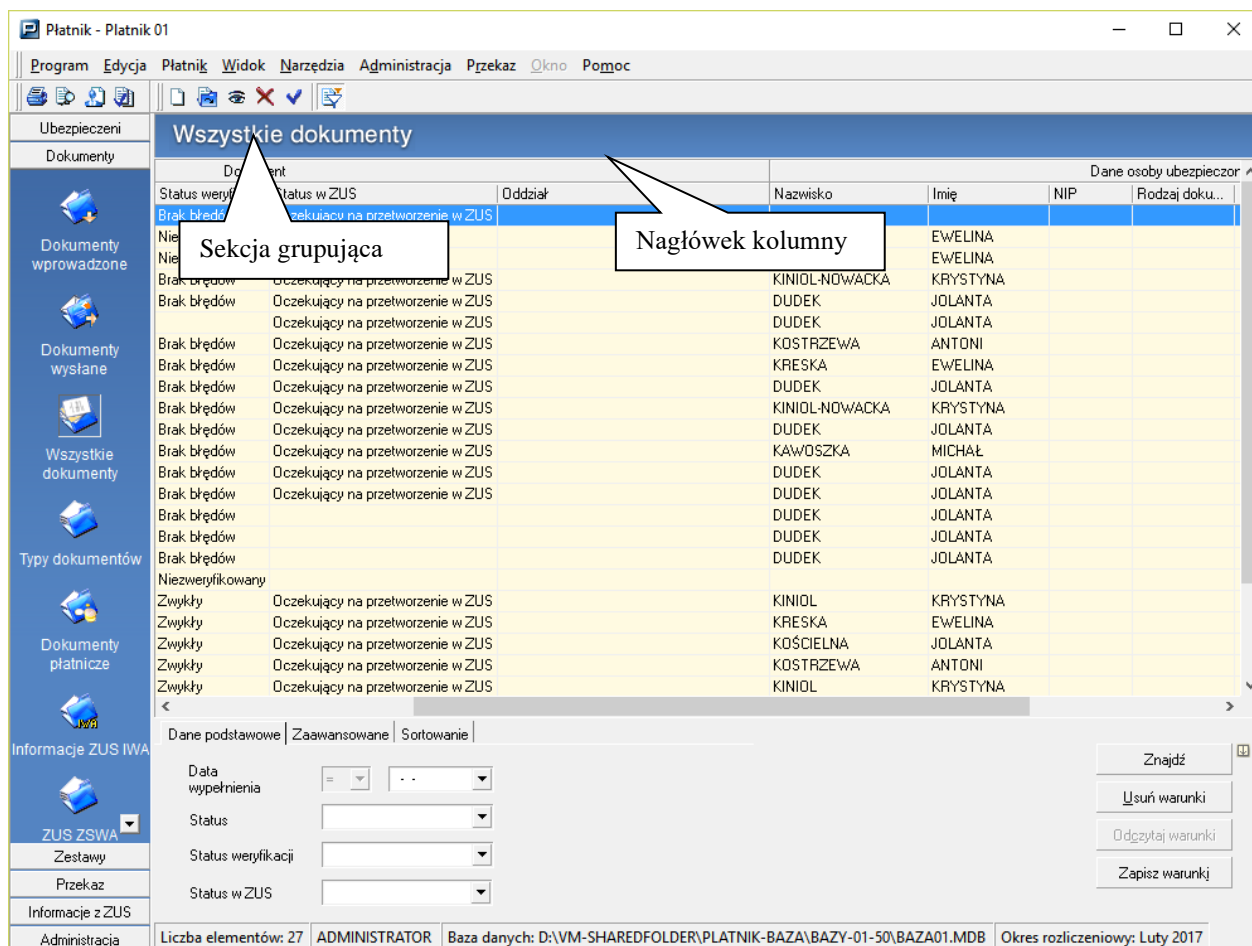 Płatnik - Platnik 01
Program Edycja Płatnik Widok Narzędzia Administracja Przekaz Okno Pomoc
Ubezpieczeni
Dokumenty
Dokumenty
wprowadzone
Dokumenty
wysłane
Wszystkie
dokumenty
Typy dokumentów
Dokumenty
płatnicze
IWA
Informacje ZUS IWA
ZUS ZSWA
Zestawy
Przekaz
Informacje z ZUS
Administracja
Wszystkie dokumenty
Sekcja grupująca
Nagłówek kolumny
Dane osoby ubezpieczor
Status w ZUS Oddział Nazwisko Imię NIP Rodzaj doku...
Brak błędów Oczekujący na przetworzenie w ZUS
Nie EWELINA
Nie EWELINA
Brak błędów Oczekujący na przetworzenie w ZUS KINIOL-NOWACKA KRYSTYNA
Brak błędów Oczekujący na przetworzenie w ZUS DUDEK JOLANTA
Oczekujący na przetworzenie w ZUS DUDEK JOLANTA
Brak błędów Oczekujący na przetworzenie w ZUS KOSTRZEWA ANTONI
Brak błędów Oczekujący na przetworzenie w ZUS KRESKA EWELINA
Brak błędów Oczekujący na przetworzenie w ZUS DUDEK JOLANTA
Brak błędów Oczekujący na przetworzenie w ZUS KINIOL-NOWACKA KRYSTYNA
Brak błędów Oczekujący na przetworzenie w ZUS DUDEK JOLANTA
Brak błędów Oczekujący na przetworzenie w ZUS KAWOSZKA MICHAŁ
Brak błędów Oczekujący na przetworzenie w ZUS DUDEK JOLANTA
Brak błędów Oczekujący na przetworzenie w ZUS DUDEK JOLANTA
Brak błędów DUDEK JOLANTA
Brak błędów DUDEK JOLANTA
Brak błędów DUDEK JOLANTA
Niezweryfikowany
Zwykły Oczekujący na przetworzenie w ZUS KINIOL KRYSTYNA
Zwykły Oczekujący na przetworzenie w ZUS KRESKA EWELINA
Zwykły Oczekujący na przetworzenie w ZUS KOŚCIELNA JOLANTA
Zwykły Oczekujący na przetworzenie w ZUS KOSTRZEWA ANTONI
Zwykły Oczekujący na przetworzenie w ZUS KINIOL KRYSTYNA
Dane podstawowe Zaawansowane Sortowanie
Data
wypełnienia = - -
Status
Status weryfikacji
Status w ZUS
Znajdź
Usuń warunki
Odczytaj warunki
Zapisz warunki
Liczba elementów: 27 ADMINISTRATOR Baza danych: D:\VM-SHAREDFOLDER\PLATNIK-BAZA\BAZY-01-50\BAZA01.MDB Okres rozliczeniowy: Luty 2017